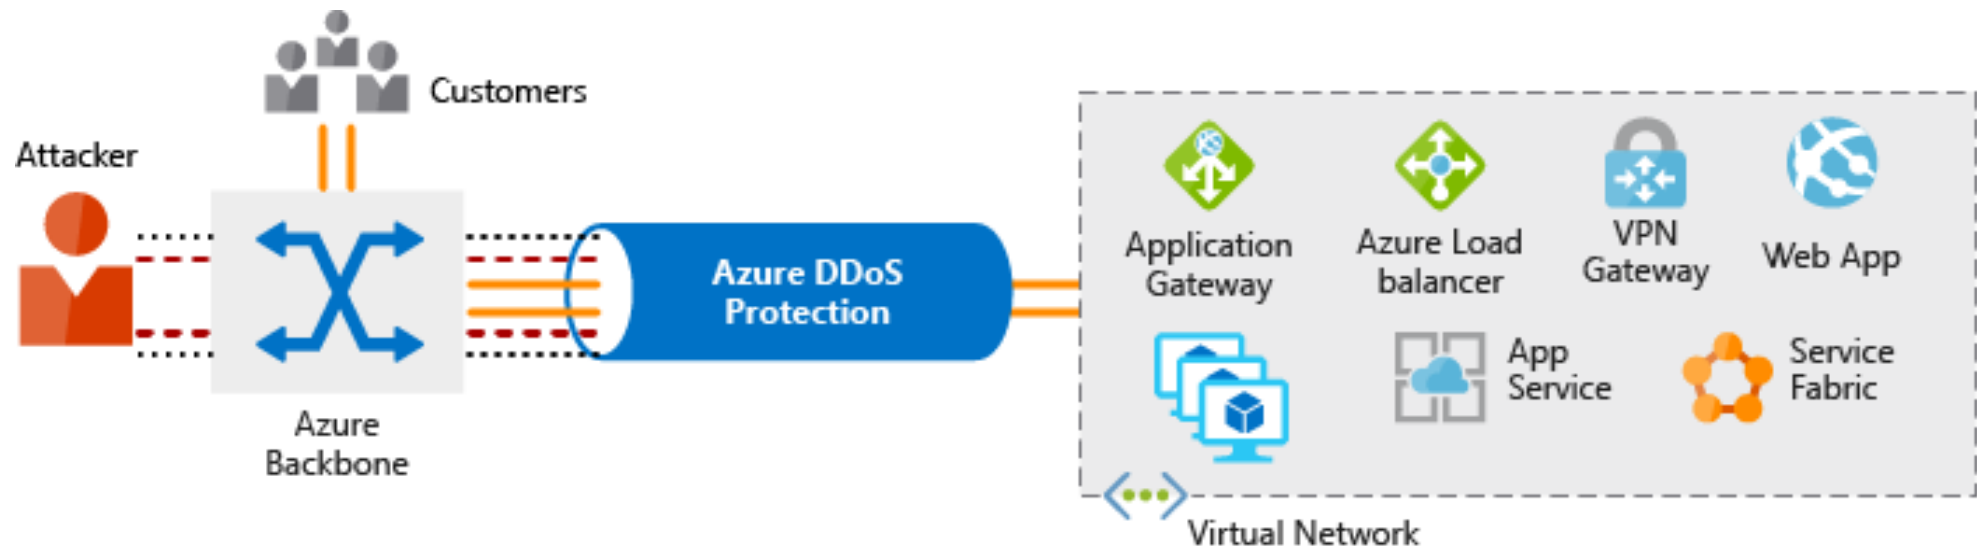 Customers
Attacker
Azure
Backbone
Azure DDoS
Protection
Application
Gateway
Azure Load
balancer
VPN
Gateway
Web App
App
Service
Service
Fabric
Virtual Network